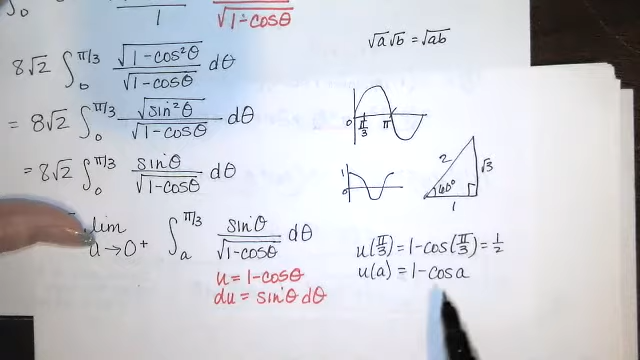 ∫₀ 1 √(1-cosθ)
√a √b = √(ab)
8√2 ∫₀^(π/3) √(1-cos²θ) / √(1-cosθ) dθ
= 8√2 ∫₀^(π/3) √(sin²θ) / √(1-cosθ) dθ
0 π/3 π
= 8√2 ∫₀^(π/3) sinθ / √(1-cosθ) dθ
1 0
2 √3 60° 1
lim a→0⁺ ∫ₐ^(π/3) sinθ / √(1-cosθ) dθ
u(π/3) = 1-cos(π/3) = 1/2
u(a) = 1-cosa
u = 1-cosθ
du = sinθ dθ